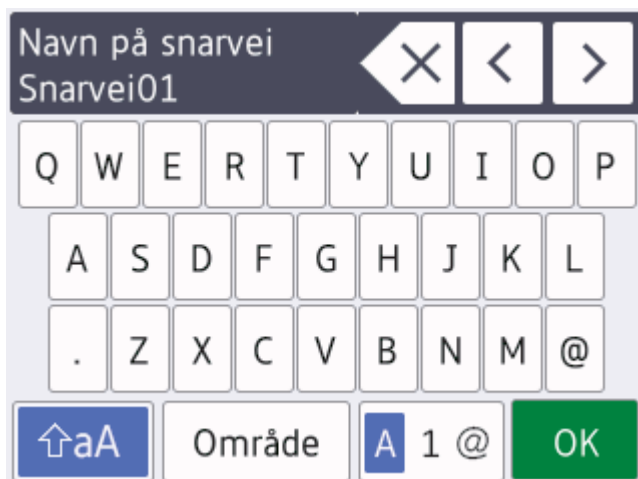 Navn på snarvei
Snarvei01
Q W E R T Y U I O P
A S D F G H J K L
. Z X C V B N M @
aA Område A 1 @ OK